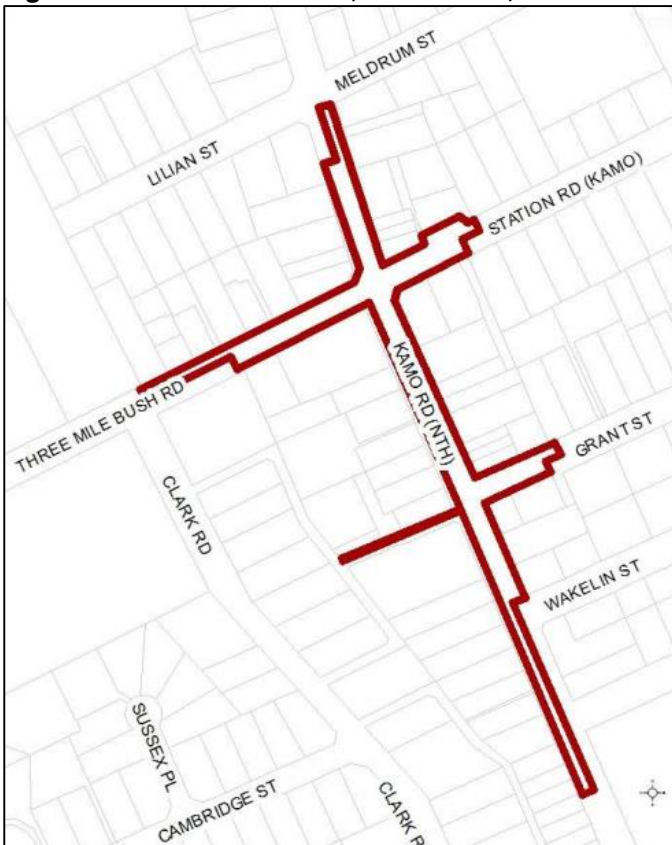 MELDRUM ST
LILIAN ST
STATION RD (KAMO)
KAMO RD (NTH)
THREE MILE BUSH RD
GRANT ST
CLARK RD
WAKELIN ST
SUSSEX PL
CAMBRIDGE ST
CLARK R